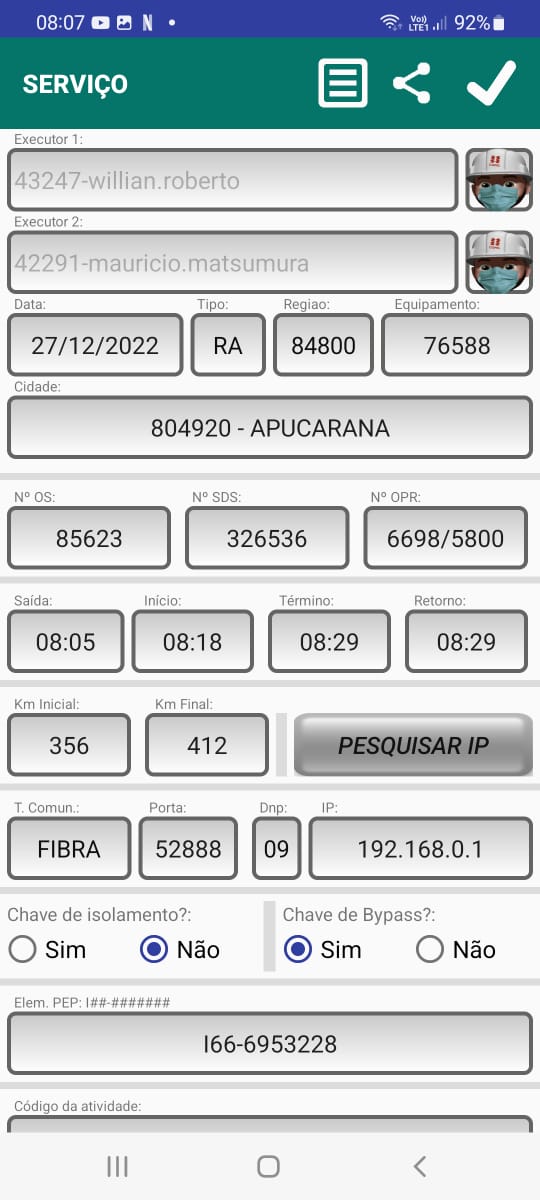 08:07 N Vo)) LTE1 92%
SERVIÇO
Executor 1:
43247-willian.roberto
Executor 2:
42291-mauricio.matsumura
Data: Tipo: Regiao: Equipamento:
27/12/2022 RA 84800 76588
Cidade:
804920 - APUCARANA
Nº OS: Nº SDS: Nº OPR:
85623 326536 6698/5800
Saída: Início: Término: Retorno:
08:05 08:18 08:29 08:29
Km Inicial: Km Final:
356 412 PESQUISAR IP
T. Comun.: Porta: Dnp: IP:
FIBRA 52888 09 192.168.0.1
Chave de isolamento?: Chave de Bypass?:
Sim Não Sim Não
Elem. PEP: I##-#######
I66-6953228
Código da atividade: